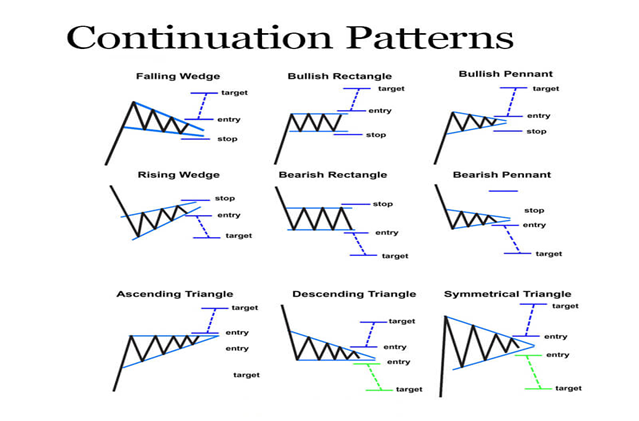 Continuation Patterns
Falling Wedge
target
entry
stop
Bullish Rectangle
target
entry
stop
Bullish Pennant
target
entry
stop
Rising Wedge
stop
entry
target
Bearish Rectangle
stop
entry
target
Bearish Pennant
stop
entry
target
Ascending Triangle
target
entry
entry
target
Descending Triangle
target
entry
entry
target
Symmetrical Triangle
target
entry
entry
target